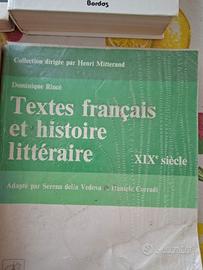 Bordas
Collection dirigée par Henri Mitterand
Dominique Rincé
Textes français
et histoire
littéraire
XIXe siècle
Adapté par Serena della Vedova Daniele Corradi